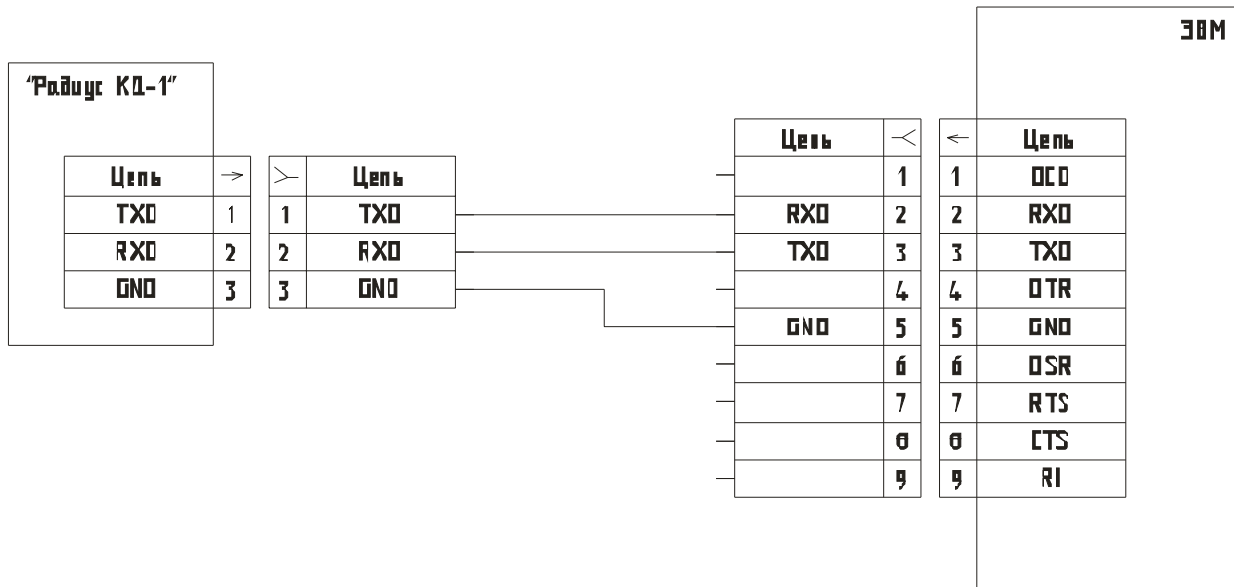 ЭВМ
"Радиус КД-1"
Цепь
TXD 1
RXD 2
GND 3
Цепь
1 TXD
2 RXD
3 GND
Цепь
1
RXD 2
TXD 3
4
GND 5
6
7
8
9
Цепь
1 DCD
2 RXD
3 TXD
4 DTR
5 GND
6 DSR
7 RTS
8 CTS
9 RI